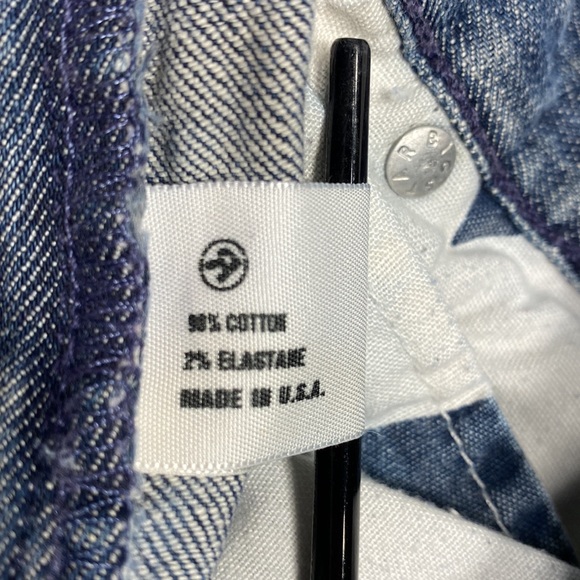 98% COTTON
2% ELASTANE
MADE IN U.S.A.